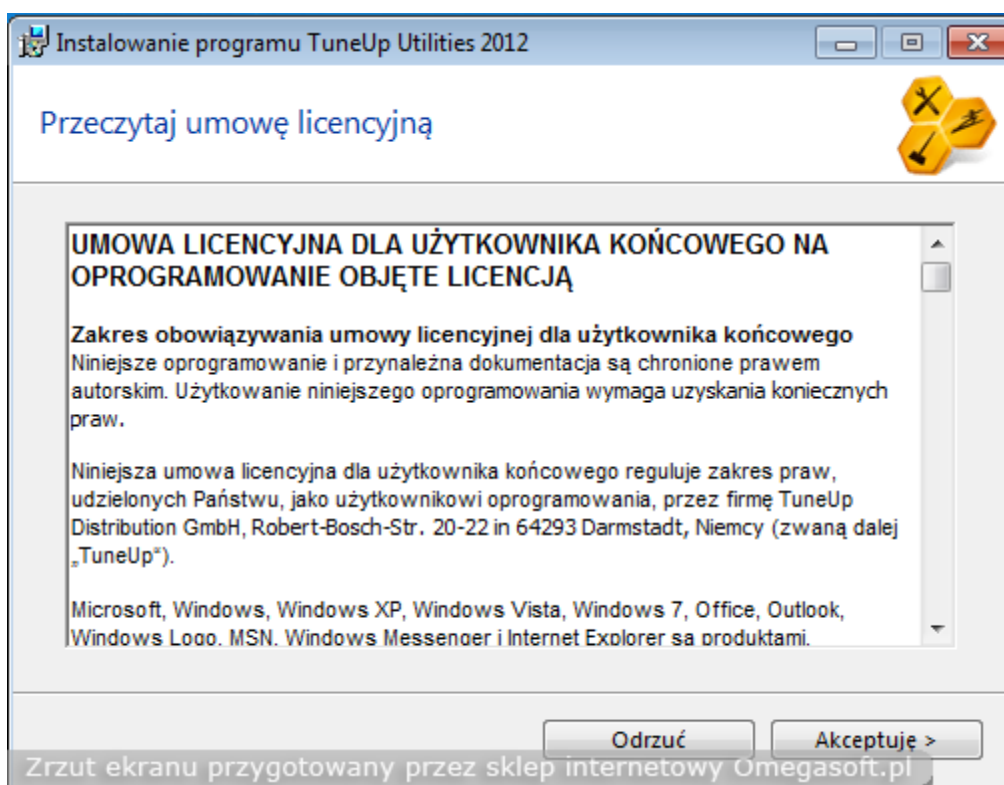 Instalowanie programu TuneUp Utilities 2012
Przeczytaj umowę licencyjną
UMOWA LICENCYJNA DLA UŻYTKOWNIKA KOŃCOWEGO NA
OPROGRAMOWANIE OBJĘTE LICENCJĄ
Zakres obowiązywania umowy licencyjnej dla użytkownika końcowego
Niniejsze oprogramowanie i przynależna dokumentacja są chronione prawem
autorskim. Użytkowanie niniejszego oprogramowania wymaga uzyskania koniecznych
praw.
Niniejsza umowa licencyjna dla użytkownika końcowego reguluje zakres praw,
udzielonych Państwu, jako użytkownikowi oprogramowania, przez firmę TuneUp
Distribution GmbH, Robert-Bosch-Str. 20-22 in 64293 Darmstadt, Niemcy (zwaną dalej
„TuneUp“).
Microsoft, Windows, Windows XP, Windows Vista, Windows 7, Office, Outlook,
Windows Logo, MSN, Windows Messenger i Internet Explorer są produktami,
Odrzuć
Akceptuję >
Zrzut ekranu przygotowany przez sklep internetowy Omegasoft.pl